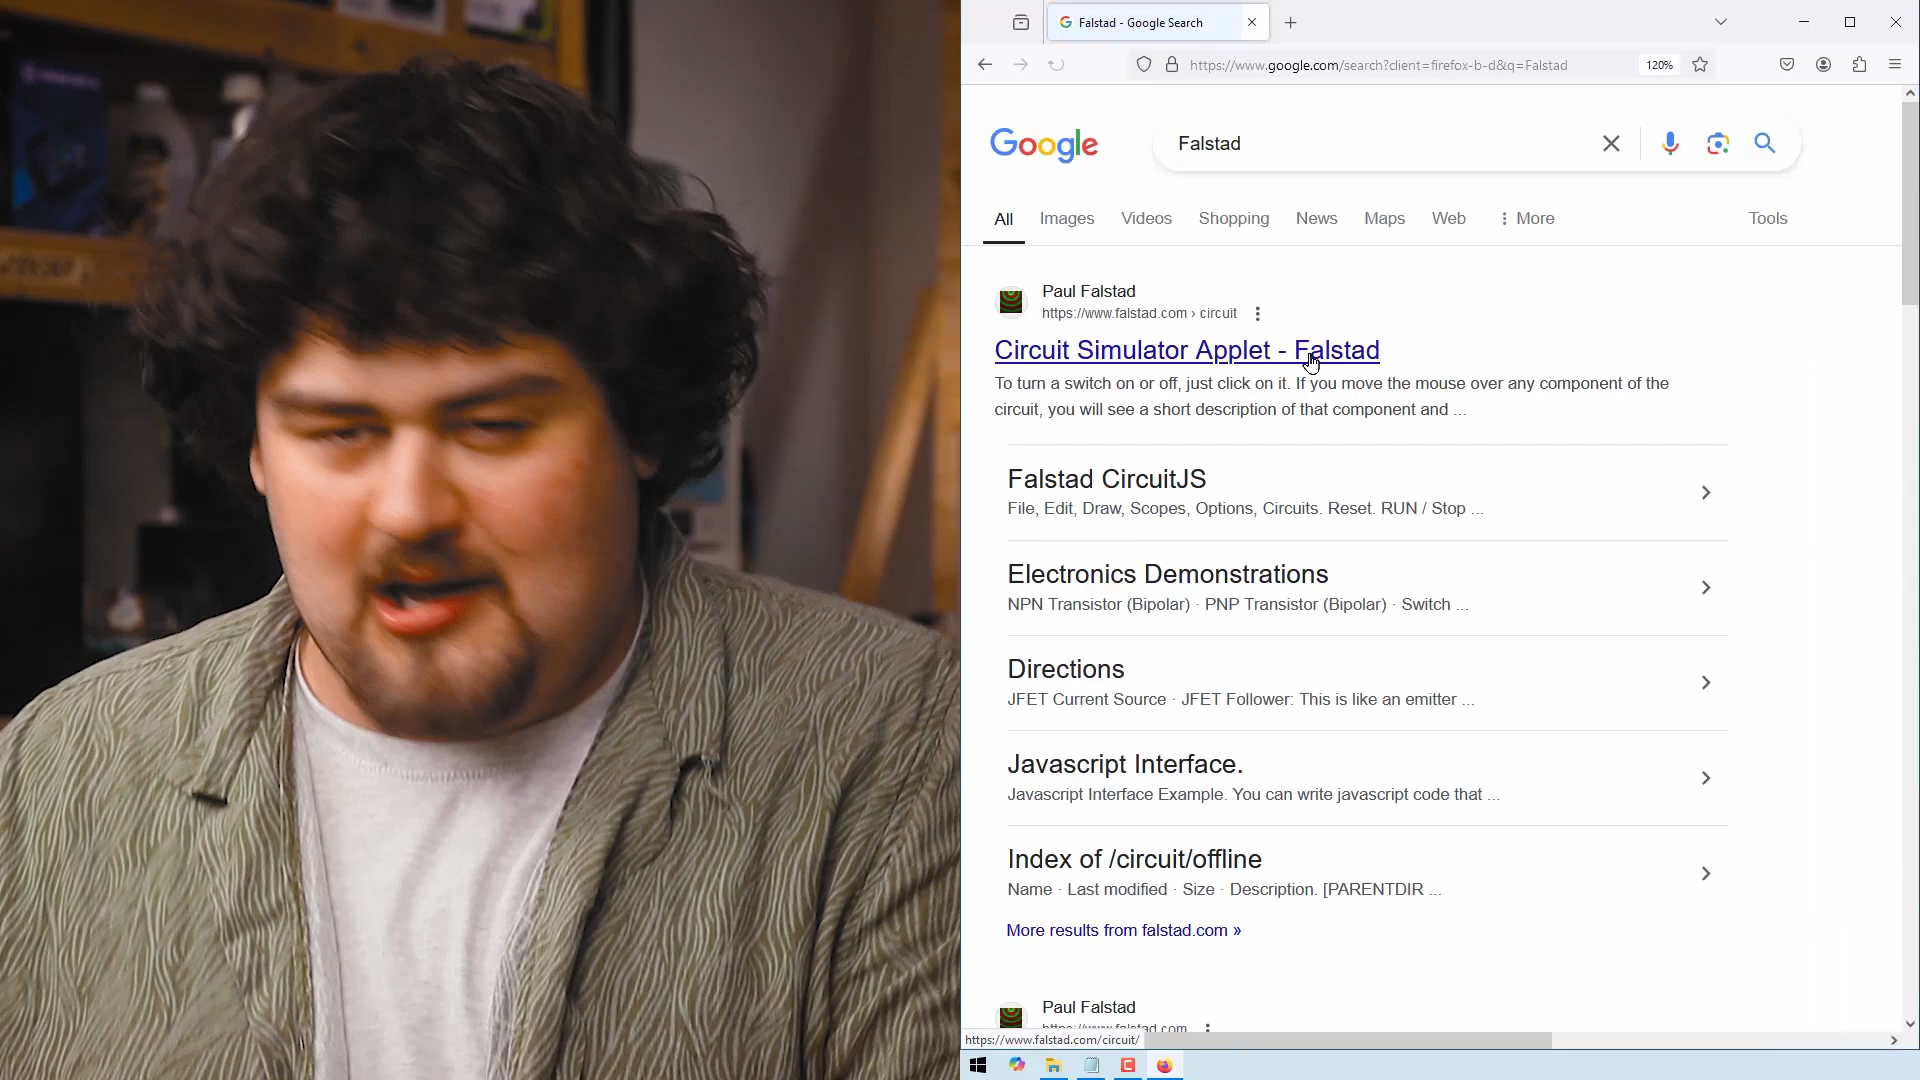 Falstad - Google Search
https://www.google.com/search?client=firefox-b-d&q=Falstad
120%
Google
Falstad
All
Images
Videos
Shopping
News
Maps
Web
More
Tools
Paul Falstad
https://www.falstad.com › circuit
Circuit Simulator Applet - Falstad
To turn a switch on or off, just click on it. If you move the mouse over any component of the
circuit, you will see a short description of that component and ...
Falstad CircuitJS
File, Edit, Draw, Scopes, Options, Circuits. Reset. RUN / Stop ...
Electronics Demonstrations
NPN Transistor (Bipolar) · PNP Transistor (Bipolar) · Switch ...
Directions
JFET Current Source · JFET Follower: This is like an emitter ...
Javascript Interface.
Javascript Interface Example. You can write javascript code that ...
Index of /circuit/offline
Name · Last modified · Size · Description. [PARENTDIR ...
More results from falstad.com »
Paul Falstad
https://www.falstad.com
https://www.falstad.com/circuit/